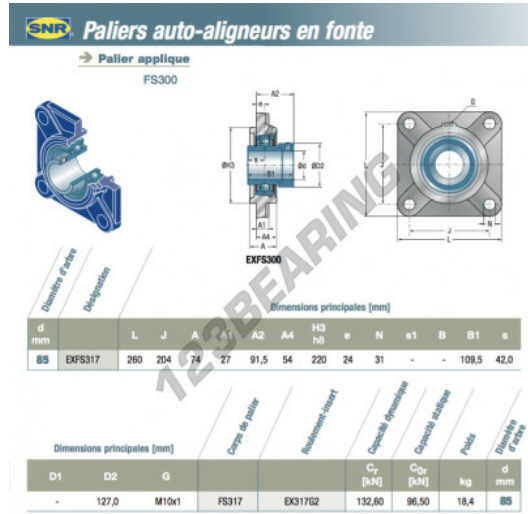 SNR Paliers auto-aligneurs en fonte
Palier applique
FS300
A2
e
G
s
ØH3
B1
Ød
ØD2
L
J
A1
A4
A
N
J
L
EXFS300
123BEARING
Diamètre d'arbre
Désignation
Dimensions principales [mm]
d mm L J A A1 A2 A4 H3 h8 e N s1 B B1 s
85 EXFS317 260 204 74 27 91,5 54 220 24 31 - - 109,5 42,0
Dimensions principales [mm]
Corps de palier
Roulement-insert
Capacité dynamique
Capacité statique
Poids
Diamètre d'arbre
D1 D2 G Cr [kN] C0r [kN] kg d mm
- 127,0 M10x1 FS317 EX317G2 132,60 96,50 18,4 85